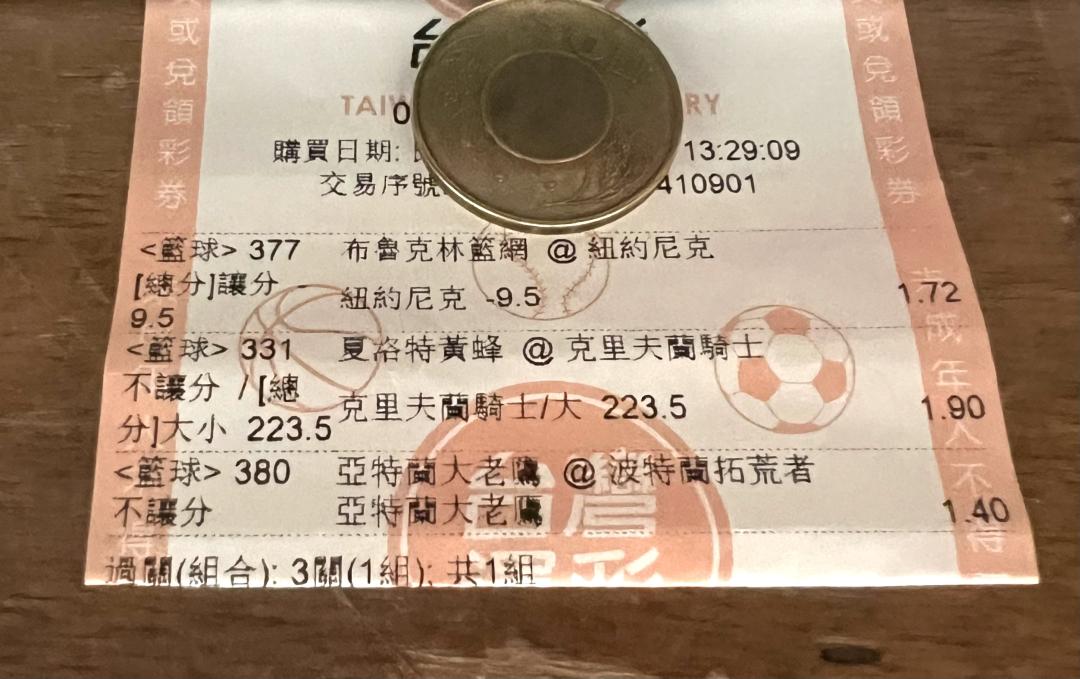 台
TAIW RY
0
購買日期: 13:29:09
交易序號 410901
<籃球> 377 布魯克林籃網 @ 紐約尼克
[總分]讓分 -
9.5
紐約尼克 -9.5 1.72
<籃球> 331 夏洛特黃蜂 @ 克里夫蘭騎士
不讓分 / [總
分]大小 223.5
克里夫蘭騎士/大 223.5 1.90
<籃球> 380 亞特蘭大老鷹 @ 波特蘭拓荒者
不讓分 亞特蘭大老鷹 1.40
過關(組合): 3關(1組); 共1組
或兌領彩券
或兌領彩券
未成年人不得
得
台灣
運彩